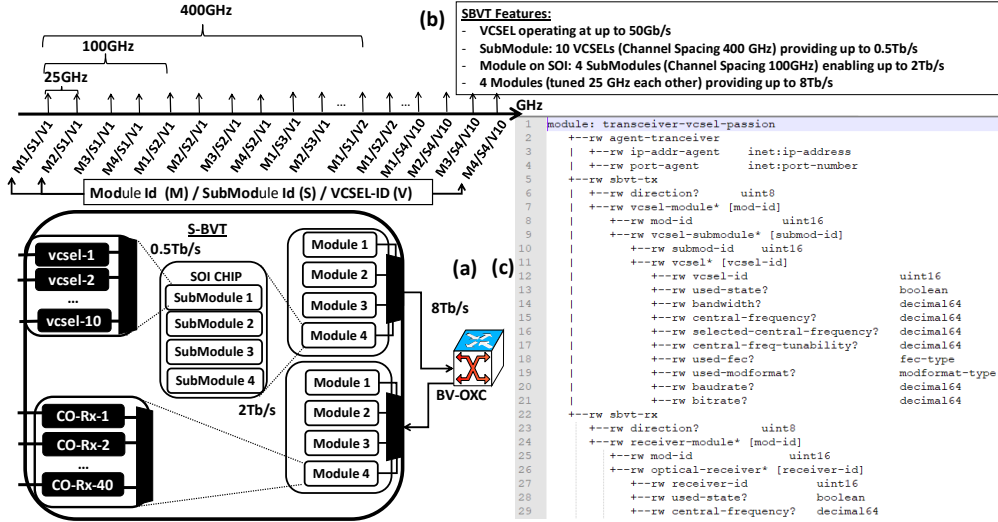 400GHz
100GHz
25GHz
(b)
SBVT Features:
- VCSEL operating at up to 50Gb/s
- SubModule: 10 VCSELs (Channel Spacing 400 GHz) providing up to 0.5Tb/s
- Module on SOI: 4 SubModules (Channel Spacing 100GHz) enabling up to 2Tb/s
- 4 Modules (tuned 25 GHz each other) providing up to 8Tb/s
... ...
GHz
M1/S1/V1
M2/S1/V1
M3/S1/V1
M4/S1/V1
M1/S2/V1
M2/S2/V1
M3/S2/V1
M4/S2/V1
M1/S3/V1
M2/S3/V1
M1/S1/V2
M1/S2/V2
M1/S4/V10
M2/S4/V10
M3/S4/V10
M4/S4/V10
Module Id (M) / SubModule Id (S) / VCSEL-ID (V)
S-BVT
0.5Tb/s
vcsel-1
vcsel-2
...
vcsel-10
SOI CHIP
SubModule 1
SubModule 2
SubModule 3
SubModule 4
2Tb/s
Module 1
Module 2
Module 3
Module 4
Module 1
Module 2
Module 3
Module 4
CO-Rx-1
CO-Rx-2
...
CO-Rx-40
(a)
8Tb/s
BV-OXC
(c)
1 module: transceiver-vcsel-passion
2 +--rw agent-tranceiver
3 | +--rw ip-addr-agent inet:ip-address
4 | +--rw port-agent inet:port-number
5 +--rw sbvt-tx
6 | +--rw direction? uint8
7 | +--rw vcsel-module* [mod-id]
8 | +--rw mod-id uint16
9 | +--rw vcsel-submodule* [submod-id]
10 | +--rw submod-id uint16
11 | +--rw vcsel* [vcsel-id]
12 | +--rw vcsel-id uint16
13 | +--rw used-state? boolean
14 | +--rw bandwidth? decimal64
15 | +--rw central-frequency? decimal64
16 | +--rw selected-central-frequency? decimal64
17 | +--rw central-freq-tunability? decimal64
18 | +--rw used-fec? fec-type
19 | +--rw used-modformat? modformat-type
20 | +--rw baudrate? decimal64
21 | +--rw bitrate? decimal64
22 +--rw sbvt-rx
23 +--rw direction? uint8
24 +--rw receiver-module* [mod-id]
25 +--rw mod-id uint16
26 +--rw optical-receiver* [receiver-id]
27 +--rw receiver-id uint16
28 +--rw used-state? boolean
29 +--rw central-frequency? decimal64